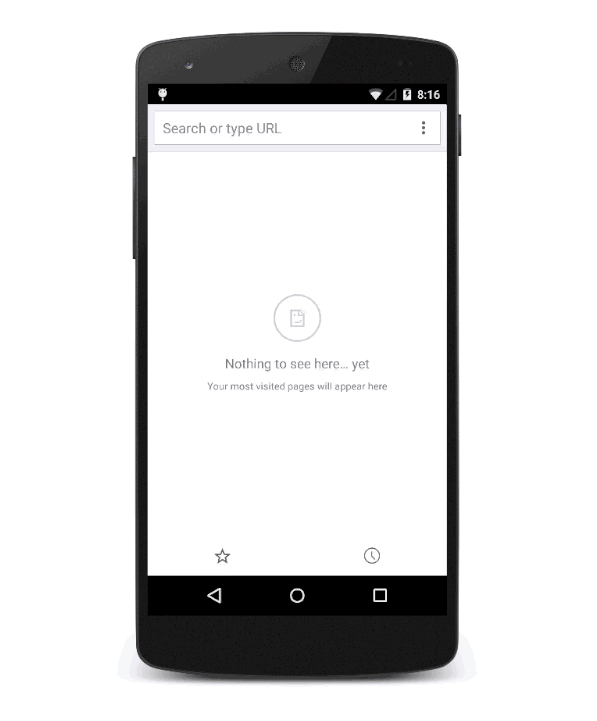 8:16
Search or type URL
Nothing to see here... yet
Your most visited pages will appear here